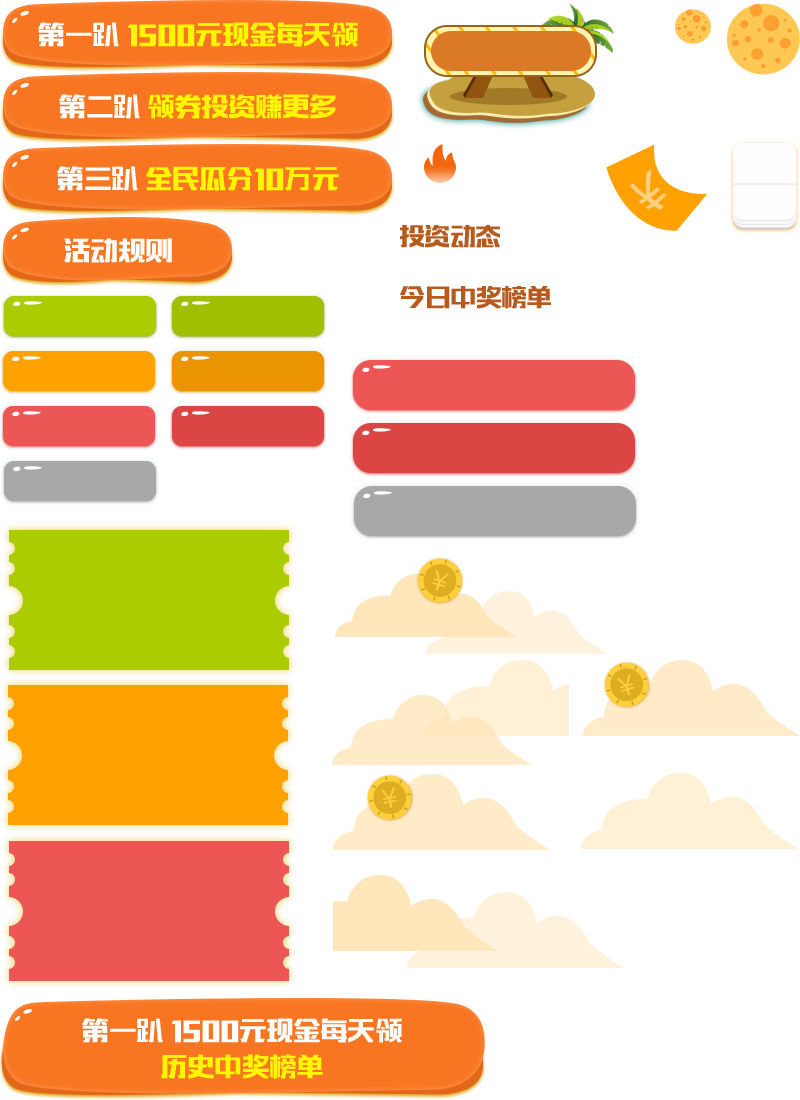 第一趴 1500元现金每天领
第二趴 领券投资赚更多
第三趴 全民瓜分10万元
活动规则
投资动态
今日中奖榜单
第一趴 1500元现金每天领
历史中奖榜单